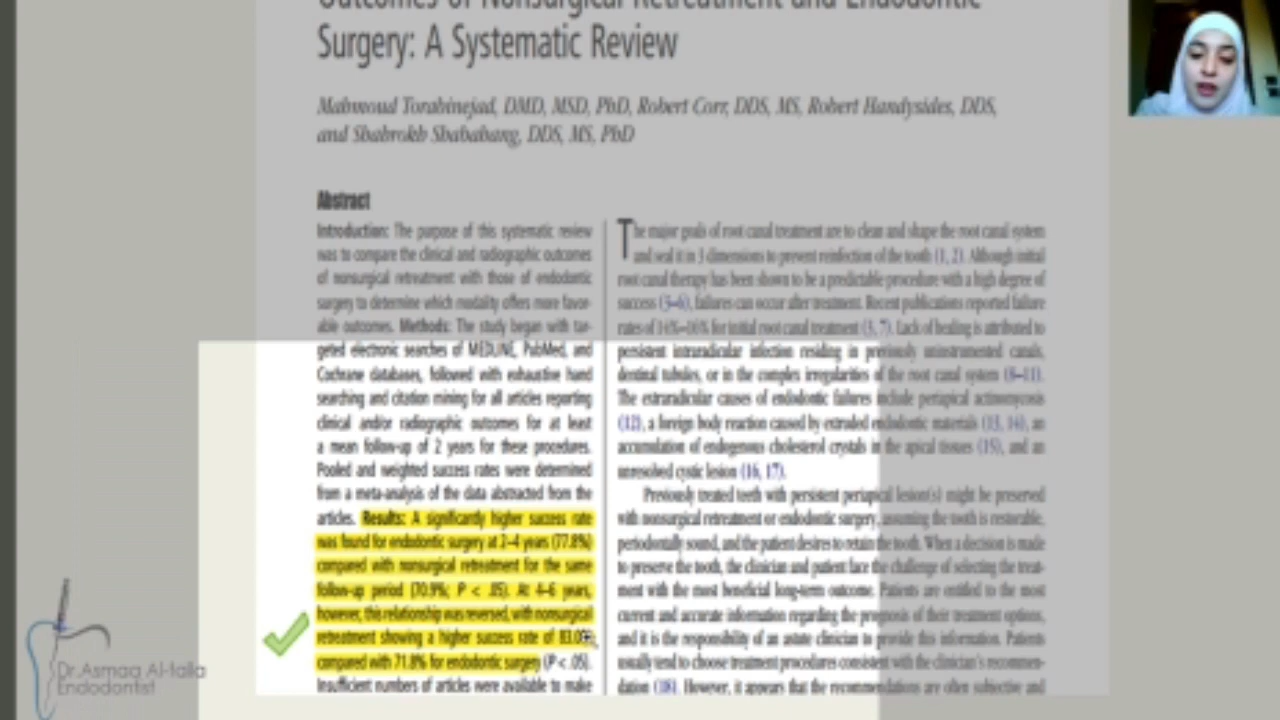 Outcomes of Nonsurgical Retreatment and Endodontic
Surgery: A Systematic Review
Mahmoud Torabinejad, DMD, MSD, PhD, Robert Corr, DDS, MS, Robert Handysides, DDS,
and Shahrokh Shabahang, DDS, MS, PhD
Abstract
Introduction: The purpose of this systematic review
was to compare the clinical and radiographic outcomes
of nonsurgical retreatment with those of endodontic
surgery to determine which modality offers more favor-
able outcomes. Methods: The study began with tar-
geted electronic searches of MEDLINE, PubMed, and
Cochrane databases, followed with exhaustive hand
searching and citation mining for all articles reporting
clinical and/or radiographic outcomes for at least
a mean follow-up of 2 years for these procedures.
Pooled and weighted success rates were determined
from a meta-analysis of the data abstracted from the
articles. Results: A significantly higher success rate
was found for endodontic surgery at 2–4 years (77.8%)
compared with nonsurgical retreatment for the same
follow-up period (70.9%; P < .05). At 4–6 years,
however, this relationship was reversed, with nonsurgical
retreatment showing a higher success rate of 83.0%
compared with 71.8% for endodontic surgery (P < .05).
Insufficient numbers of articles were available to make
The major goals of root canal treatment are to clean and shape the root canal system
and seal it in 3 dimensions to prevent reinfection of the tooth (1, 2). Although initial
root canal therapy has been shown to be a predictable procedure with a high degree of
success (3–6), failures can occur after treatment. Recent publications reported failure
rates of 14%–16% for initial root canal treatment (3, 7). Lack of healing is attributed to
persistent intraradicular infection residing in previously uninstrumented canals,
dentinal tubules, or in the complex irregularities of the root canal system (8–11).
The extraradicular causes of endodontic failures include periapical actinomycosis
(12), a foreign body reaction caused by extruded endodontic materials (13, 14), an
accumulation of endogenous cholesterol crystals in the apical tissues (15), and an
unresolved cystic lesion (16, 17).
Previously treated teeth with persistent periapical lesion(s) might be preserved
with nonsurgical retreatment or endodontic surgery, assuming the tooth is restorable,
periodontally sound, and the patient desires to retain the tooth. When a decision is made
to preserve the tooth, the clinician and patient face the challenge of selecting the treat-
ment with the most beneficial long-term outcome. Patients are entitled to the most
current and accurate information regarding the prognosis of their treatment options,
and it is the responsibility of an astute clinician to provide this information. Patients
usually tend to choose treatment procedures consistent with the clinician's recommen-
dation (18). However, it appears that the recommendations are often subjective and
Dr.Asmaa Al-falla
Endodontist